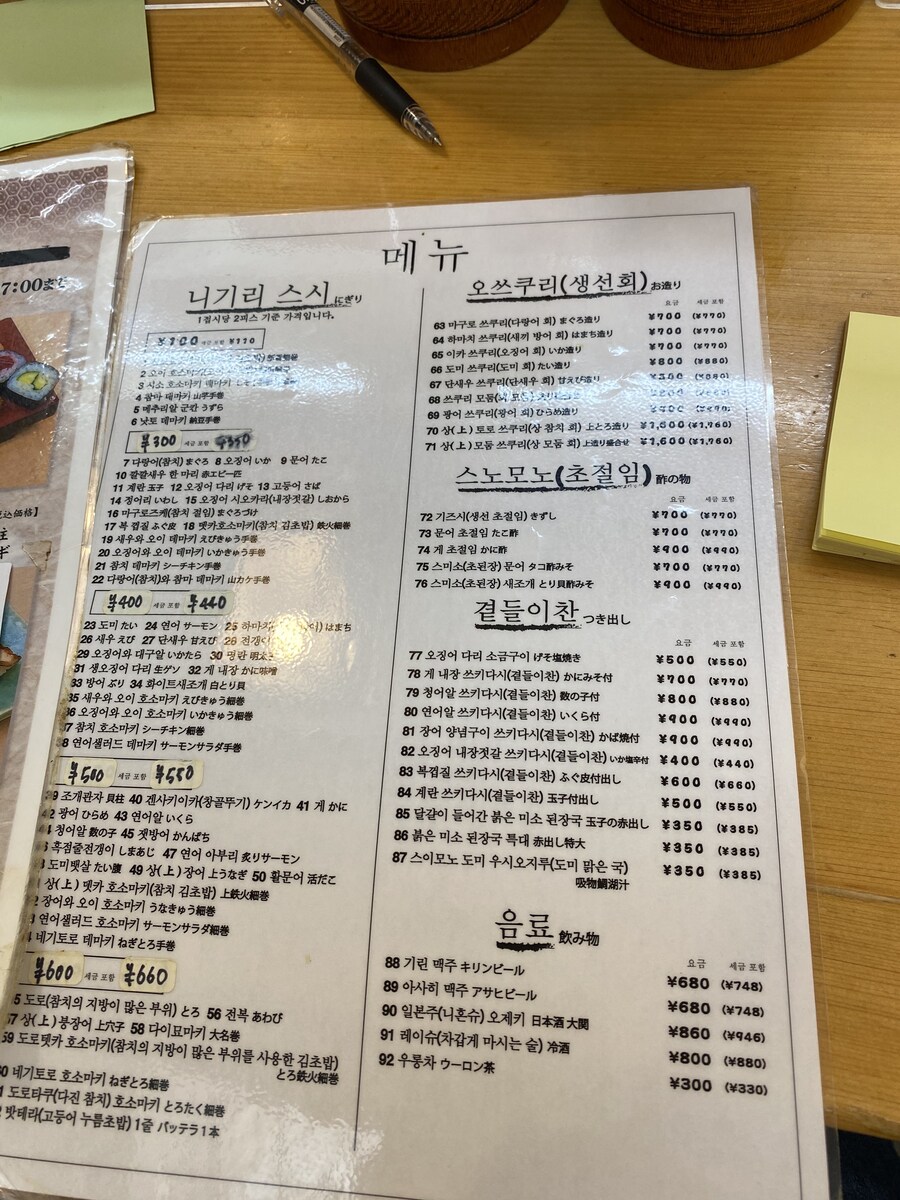 7:00まで
込価格】
메뉴
니기리 스시 にぎり
1접시당 2피스 기준 가격입니다.
세금 포함 ¥110
4 참마 데마키 山芋手巻
5 메추리알 군칸 うずら
6 낫토 데마키 納豆手巻
¥300 세금 포함
7 다랑어(참치) まぐろ 8 오징어 いか 9 문어 たこ
10 팔팔새우 한 마리 赤エビ一匹
11 계란 玉子 12 오징어 다리 げそ 13 고등어 さば
14 정어리 いわし 15 오징어 시오카라(내장젓갈) しおから
16 마구로즈케(참치 절임) まぐろづけ
17 복 껍질 ふぐ皮 18 뎃카호소마키(참치 김초밥) 鉄火細巻
19 새우와 오이 데마키 えびきゅう手巻
20 오징어와 오이 데마키 いかきゅう手巻
21 참치 데마키 シーチキン手巻
22 다랑어(참치)와 참마 데마키 山かけ手巻
¥400 세금 포함 ¥440
23 도미 たい 24 연어 サーモン 25 하마치 はまち
26 새우 えび 27 단새우 甘えび
29 오징어와 대구알 いかたら 30 명란
31 생오징어 다리 生ゲソ 32 게 내장 かに味噌
33 방어 ぶり 34 화이트새조개 白とり貝
35 새우와 오이 호소마키 えびきゅう細巻
36 오징어와 오이 호소마키 いかきゅう細巻
37 참치 호소마키 シーチキン細巻
38 연어샐러드 데마키 サーモンサラダ手巻
¥500 세금 포함 ¥550
39 조개관자 貝柱 40 겐사키이카(창꼴뚜기) ケンイカ 41 게 かに
2 광어 ひらめ 43 연어알 いくら
4 청어알 数の子 45 잿방어 かんぱち
흑점줄전갱이 しまあじ 47 연어 아부리 炙りサーモン
도미뱃살 たい腹 49 상(上) 장어 上うなぎ 50 활문어 活だこ
상(上) 뎃카 호소마키(참치 김초밥) 上鉄火細巻
2 장어와 오이 호소마키 うなきゅう細巻
연어샐러드 호소마키 サーモンサラダ細巻
4 네기토로 데마키 ねぎとろ手巻
¥600 세금 포함 ¥660
5 도로(참치의 지방이 많은 부위) とろ 56 전복 あわび
57 상(上) 붕장어 上穴子 58 다이묘마키 大名巻
59 도로뎃카 호소마키(참치의 지방이 많은 부위를 사용한 김초밥)
とろ鉄火細巻
60 네기토로 호소마키 ねぎとろ細巻
1 도로타쿠(다진 참치) 호소마키 とろたく細巻
밧테라(고등어 누름초밥) 1줄 バッテラ1本
오쓰쿠리(생선회) お造り
요금 세금 포함
63 마구로 쓰쿠리(다랑어 회) まぐろ造り ¥700 (¥770)
64 하마치 쓰쿠리(새끼 방어 회) はまち造り ¥700 (¥770)
65 이카 쓰쿠리(오징어 회) いか造り ¥700 (¥770)
66 도미 쓰쿠리(도미 회) たい造り ¥800 (¥880)
67 단새우 쓰쿠리(단새우 회) 甘えび造り
68 쓰쿠리 모둠
69 광어 쓰쿠리(광어 회) ひらめ造り
70 상(上) 토로 쓰쿠리(상 참치 회) 上とろ造り ¥1,600 (¥1,760)
71 상(上) 모둠 쓰쿠리(상 모둠 회) 上造り盛合せ ¥1,600 (¥1,760)
스노모노(초절임) 酢の物
요금 세금 포함
72 기즈시(생선 초절임) きずし ¥700 (¥770)
73 문어 초절임 たこ酢 ¥700 (¥770)
74 게 초절임 かに酢 ¥900 (¥990)
75 스미소(초된장) 문어 タコ酢みそ ¥700 (¥770)
76 스미소(초된장) 새조개 とり貝酢みそ ¥900 (¥990)
곁들이찬 つき出し
요금 세금 포함
77 오징어 다리 소금구이 げそ塩焼き ¥500 (¥550)
78 게 내장 쓰키다시(곁들이찬) かにみそ付 ¥700 (¥770)
79 청어알 쓰키다시(곁들이찬) 数の子付 ¥800 (¥880)
80 연어알 쓰키다시(곁들이찬) いくら付 ¥900 (¥990)
81 장어 양념구이 쓰키다시(곁들이찬) かば焼付 ¥900 (¥990)
82 오징어 내장젓갈 쓰키다시(곁들이찬) いか塩辛付 ¥400 (¥440)
83 복껍질 쓰키다시(곁들이찬) ふぐ皮付出し ¥600 (¥660)
84 계란 쓰키다시(곁들이찬) 玉子付出し ¥500 (¥550)
85 달걀이 들어간 붉은 미소 된장국 玉子の赤出し ¥350 (¥385)
86 붉은 미소 된장국 특대 赤出し特大 ¥350 (¥385)
87 스이모노 도미 우시오지루(도미 맑은 국) ¥350 (¥385)
吸物鯛湖汁
음료 飲み物
요금 세금 포함
88 기린 맥주 キリンビール ¥680 (¥748)
89 아사히 맥주 アサヒビール ¥680 (¥748)
90 일본주(니혼슈) 오제키 日本酒 大関 ¥860 (¥946)
91 레이슈(차갑게 마시는 술) 冷酒 ¥800 (¥880)
92 우롱차 ウーロン茶 ¥300 (¥330)